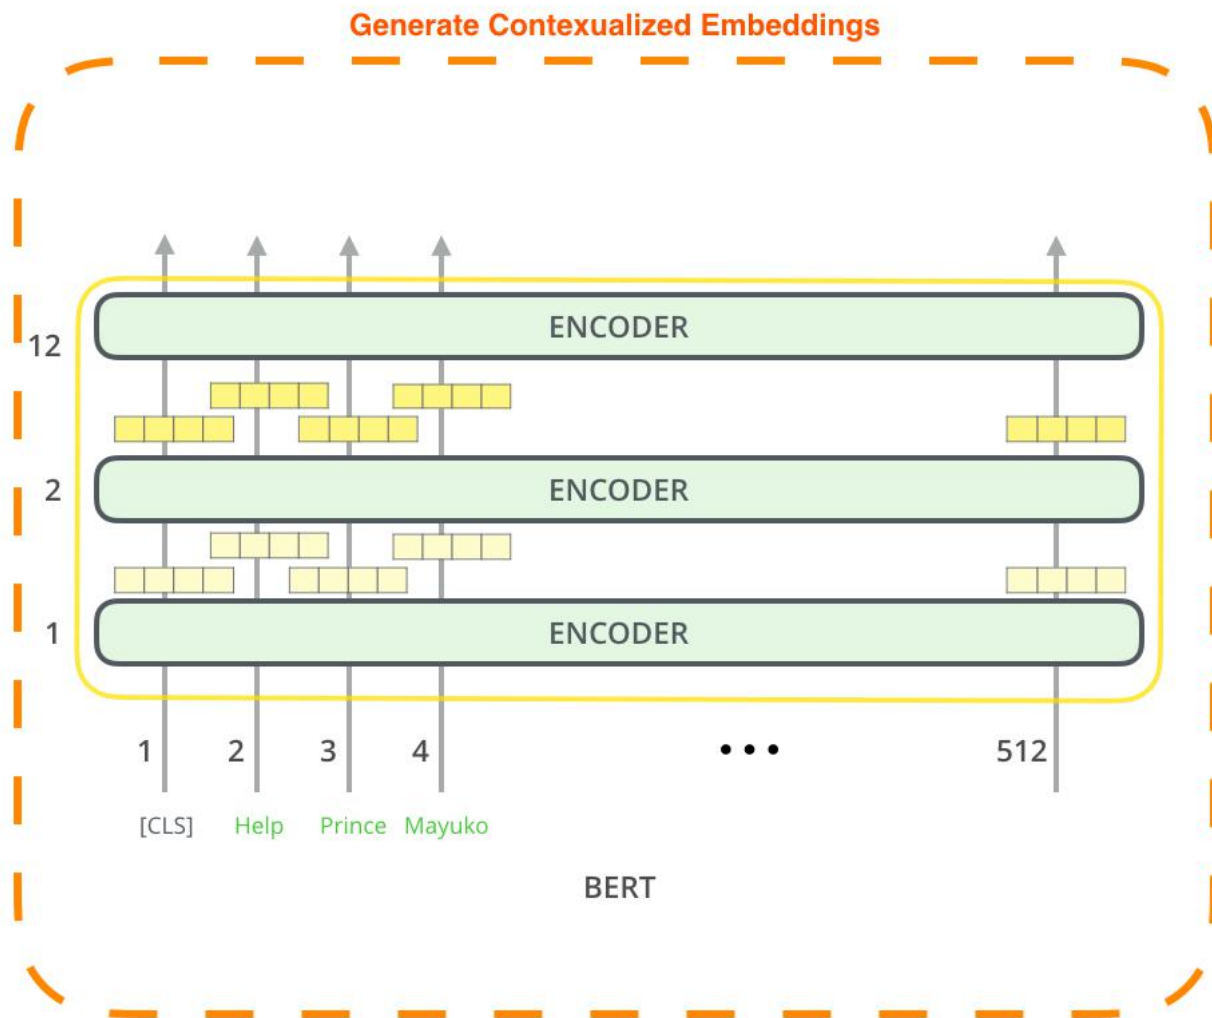 Generate Contexualized Embeddings
12 ENCODER
2 ENCODER
1 ENCODER
1 2 3 4 ... 512
[CLS] Help Prince Mayuko
BERT